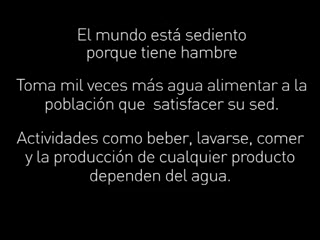 El mundo está sediento
porque tiene hambre
Toma mil veces más agua alimentar a la
población que satisfacer su sed.
Actividades como beber, lavarse, comer
y la producción de cualquier producto
dependen del agua.